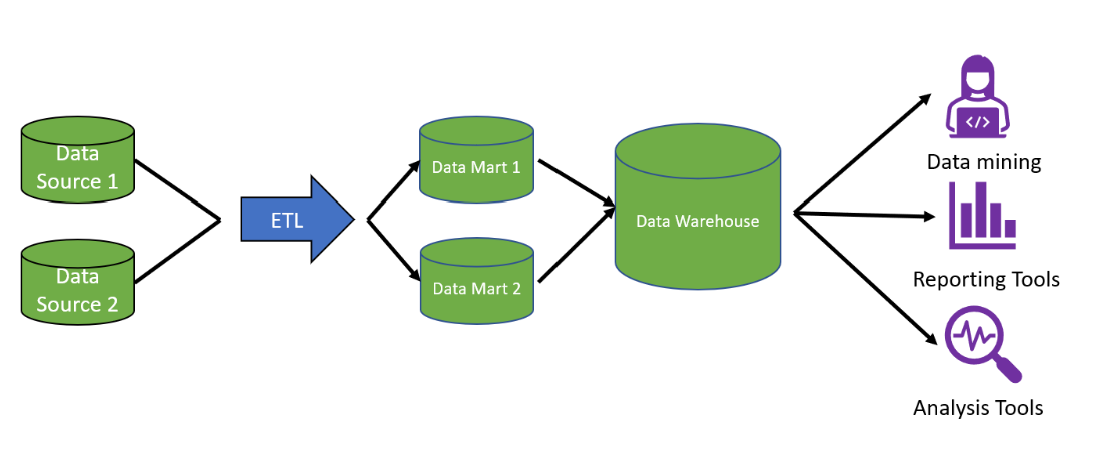 Data
Source 1
Data
Source 2
ETL
Data Mart 1
Data Mart 2
Data Warehouse
</>
Data mining
Reporting Tools
Analysis Tools